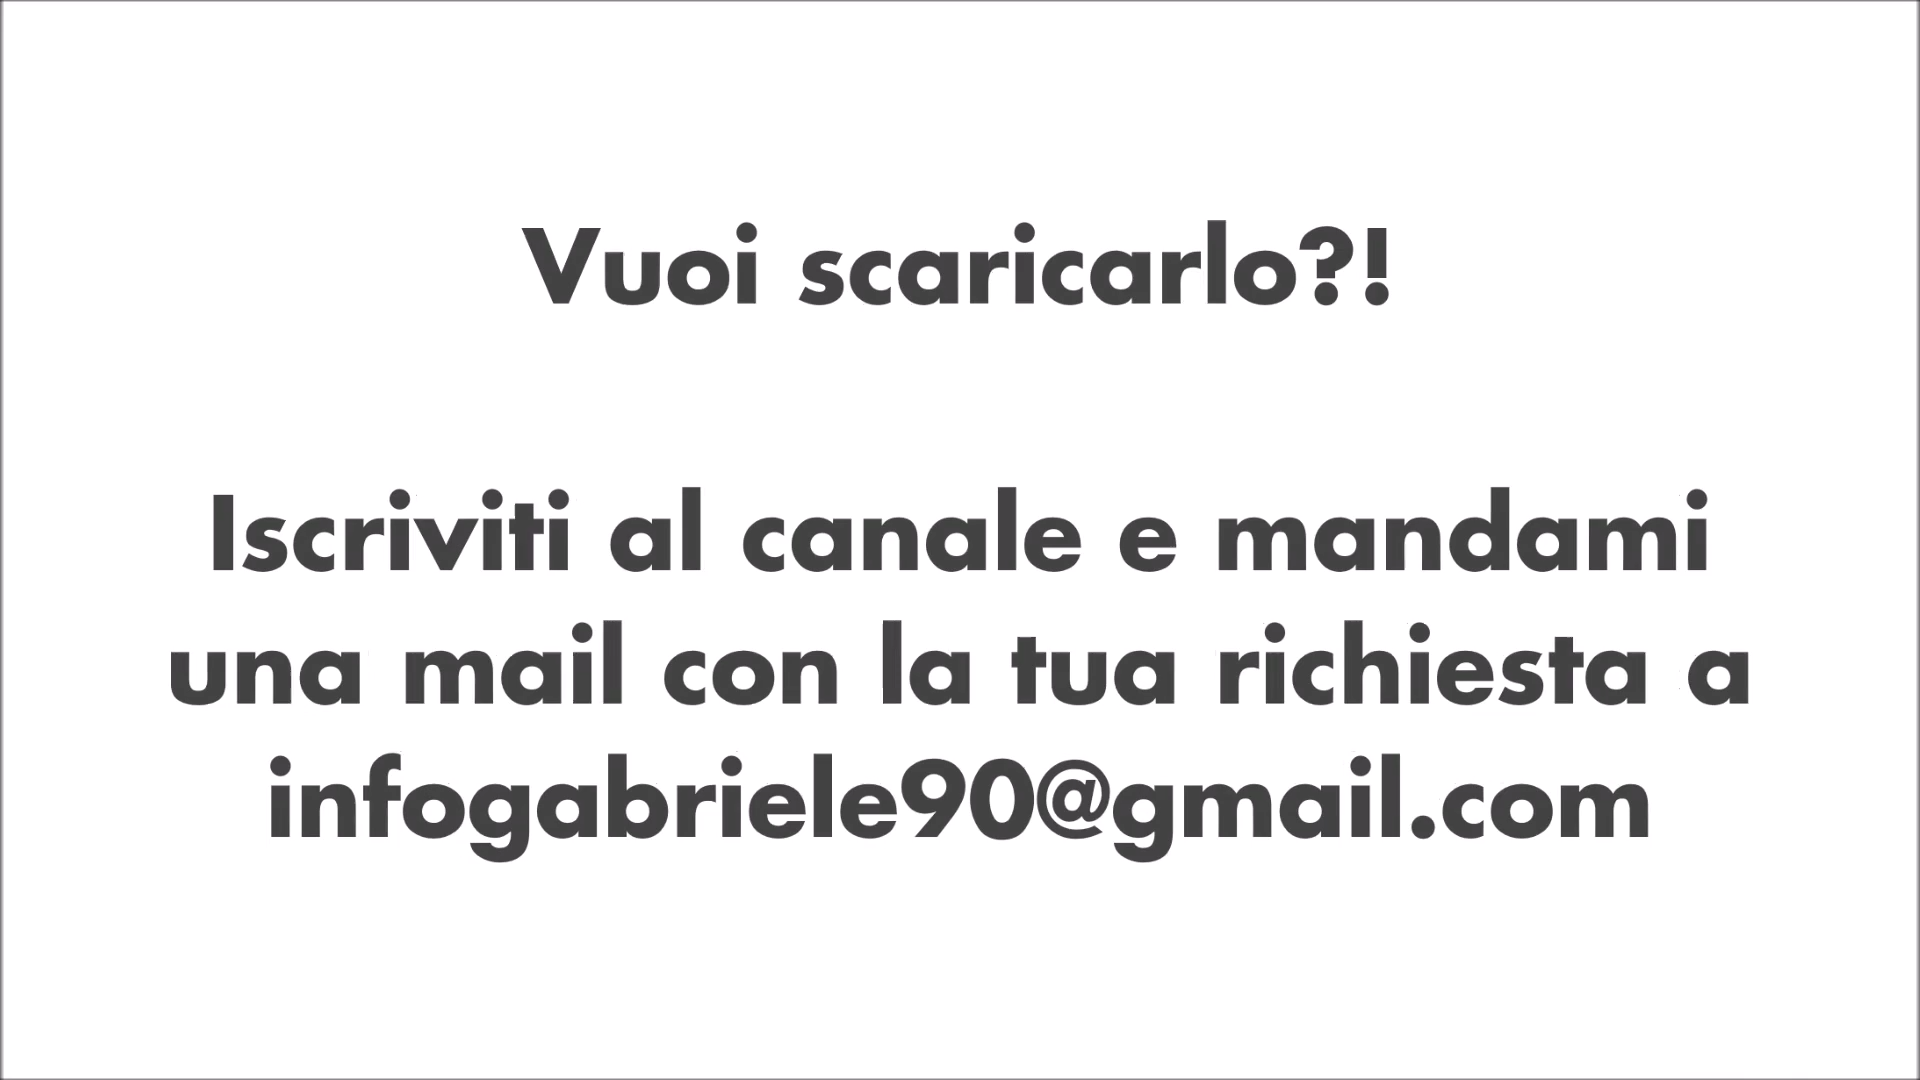 Vuoi scaricarlo?!
Iscriviti al canale e mandami
una mail con la tua richiesta a
infogabriele90@gmail.com